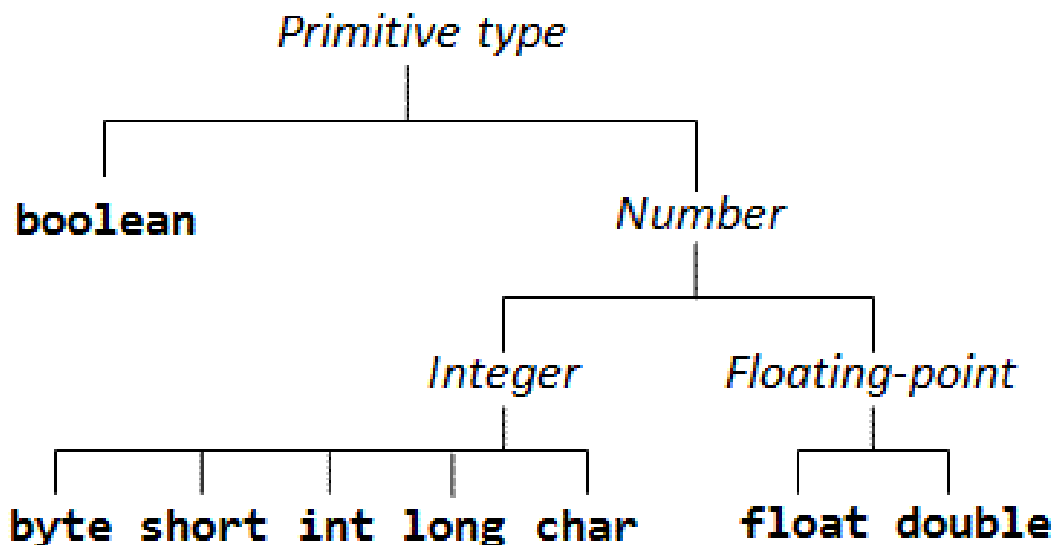 Primitive type
boolean
Number
Integer
Floating-point
byte short int long char
float double